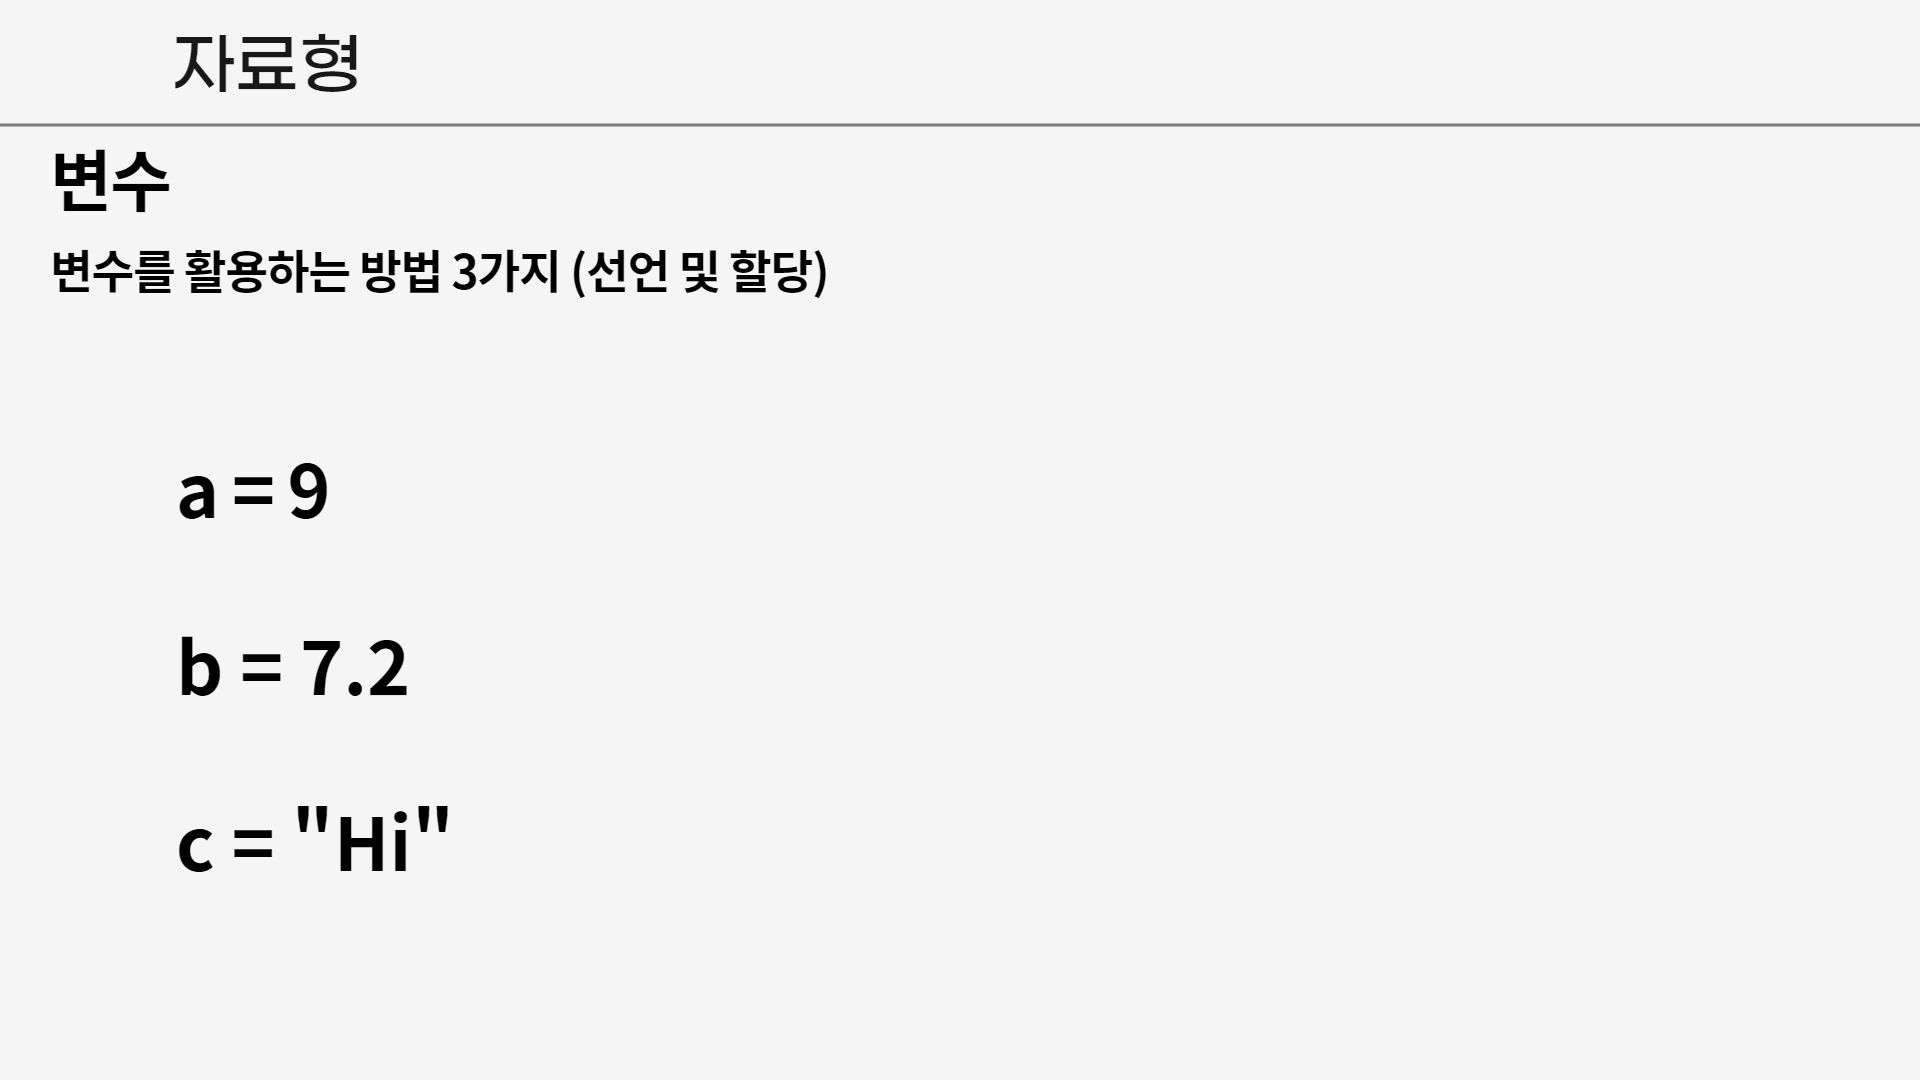 자료형
변수
변수를 활용하는 방법 3가지 (선언 및 할당)
a = 9
b = 7.2
c = "Hi"